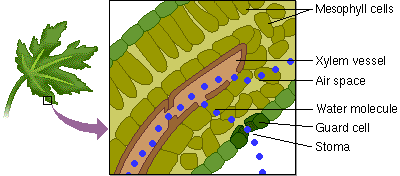 Mesophyll cells
Xylem vessel
Air space
Water molecule
Guard cell
Stoma